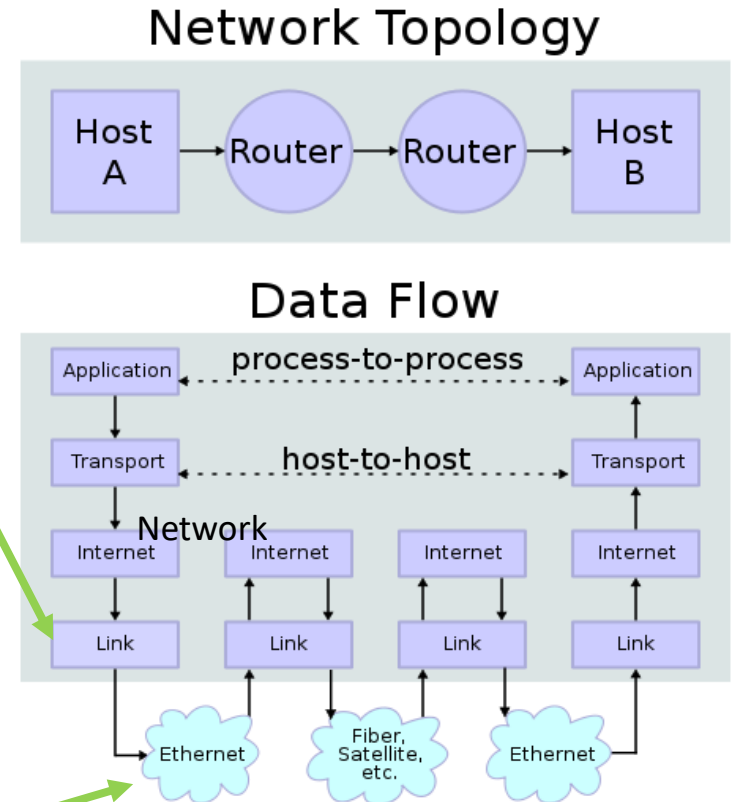 Network Topology
Host
A
Router
Router
Host
B
Data Flow
Application
process-to-process
Application
Transport
host-to-host
Transport
Network
Internet
Internet
Internet
Internet
Link
Link
Link
Link
Ethernet
Fiber,
Satellite,
etc.
Ethernet